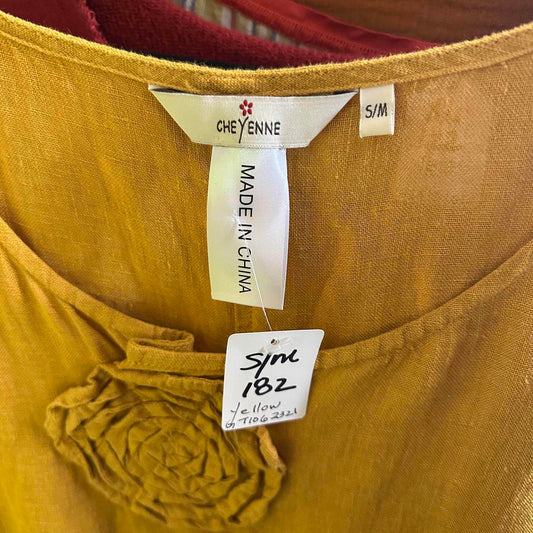 CHEYENNE
S/M
MADE IN CHINA
S/M
182
yellow
T1062321